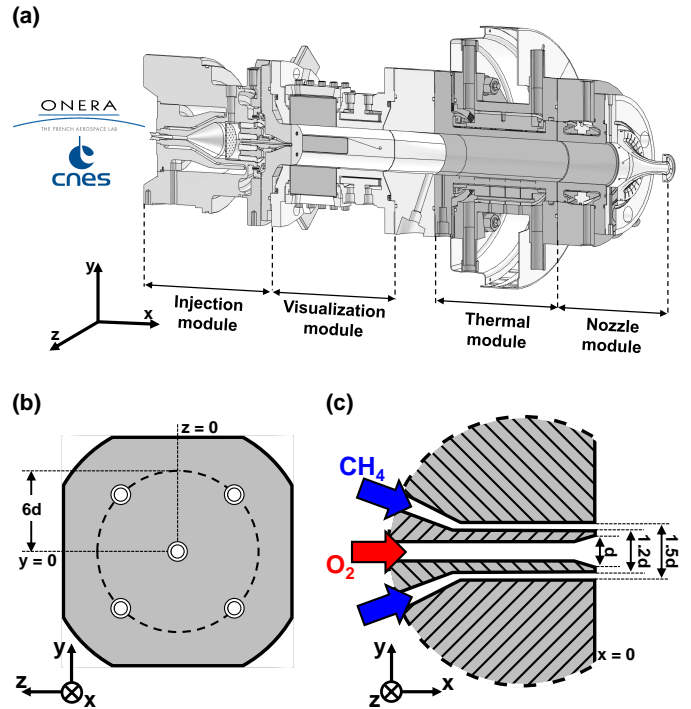 (a)
ONERA
THE FRENCH AEROSPACE LAB
cnes
y
x
z
Injection
module
Visualization
module
Thermal
module
Nozzle
module
(b)
z = 0
6d
y = 0
y
z
x
(c)
CH4
O2
d
1.2d
1.5d
x = 0
y
z
x